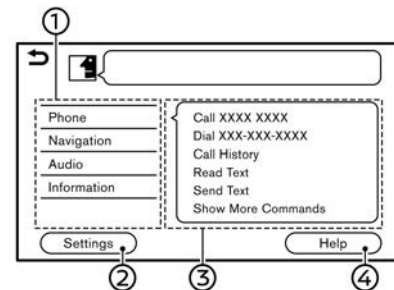 1
Phone
Navigation
Audio
Information
Call XXXX XXXX
Dial XXX-XXX-XXXX
Call History
Read Text
Send Text
Show More Commands
Settings
Help
2
3
4